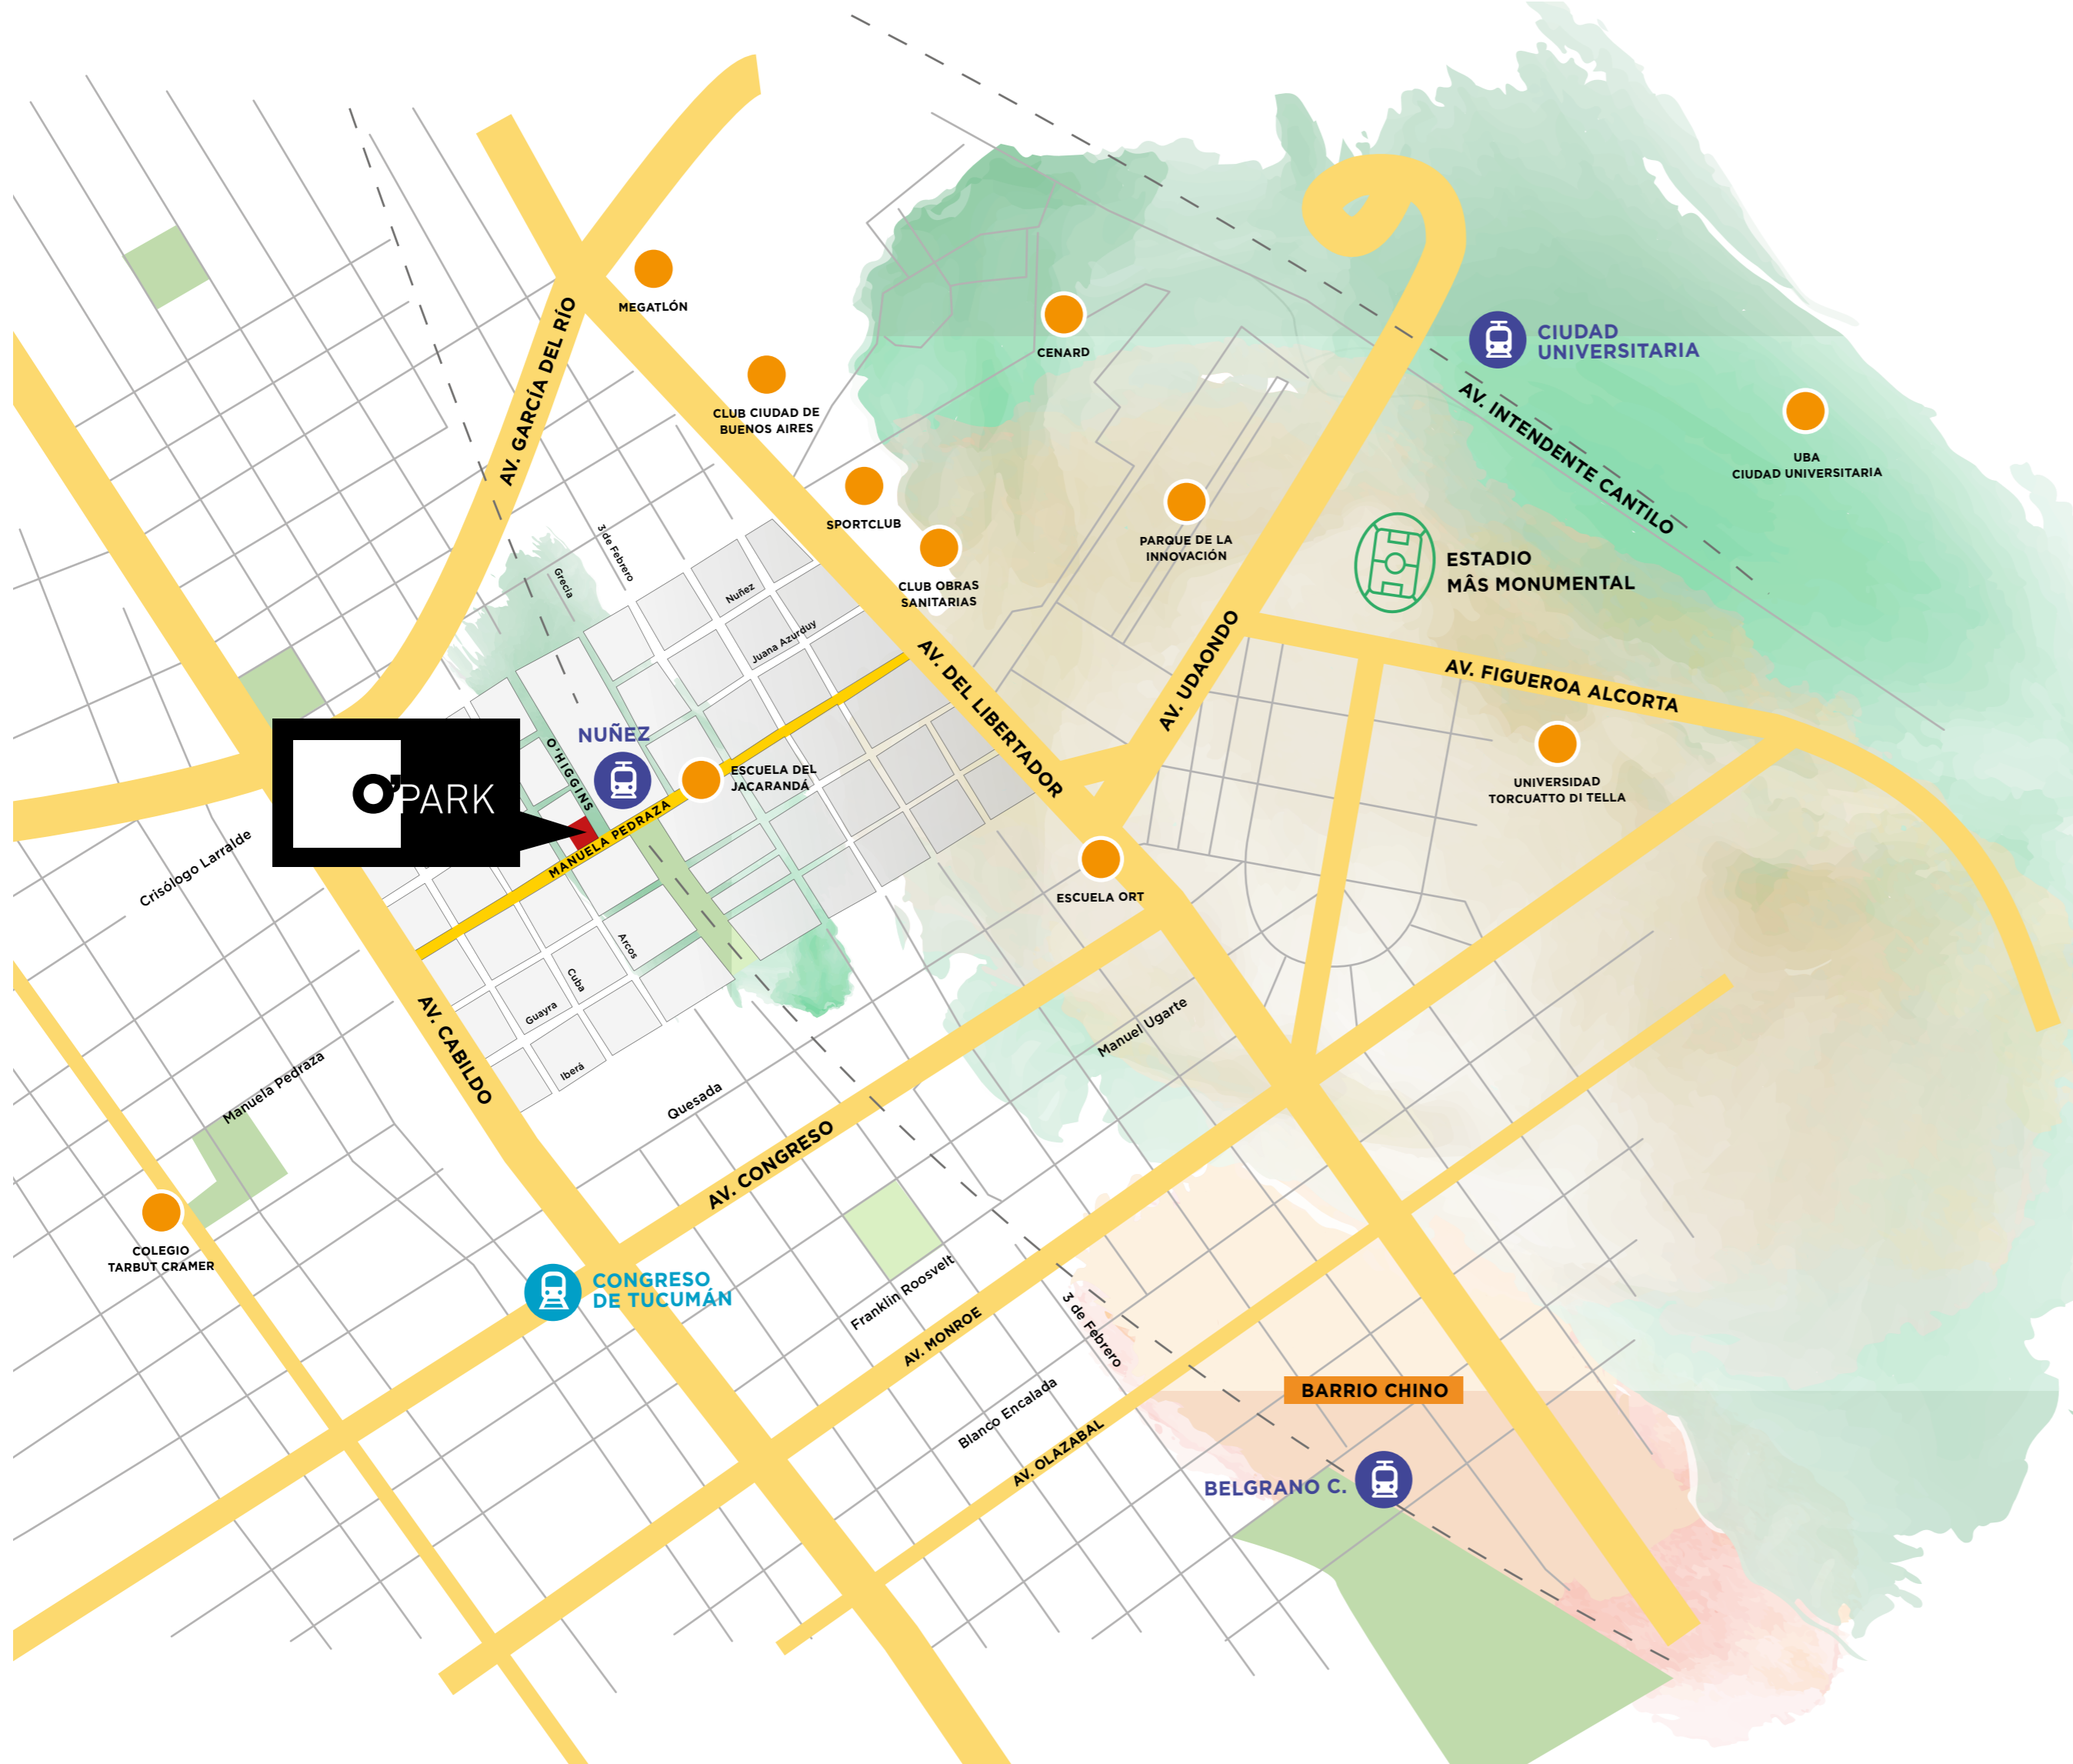 MEGATLÓN
AV. GARCÍA DEL RÍO
CENARD
CIUDAD
UNIVERSITARIA
CLUB CIUDAD DE
BUENOS AIRES
AV. INTENDENTE CANTILO
UBA
CIUDAD UNIVERSITARIA
SPORTCLUB
PARQUE DE LA
INNOVACIÓN
ESTADIO
MÂS MONUMENTAL
3 de Febrero
Grecia
Nuñez
CLUB OBRAS
SANITARIAS
Juana Azurduy
AV. DEL LIBERTADOR
AV. UDAONDO
AV. FIGUEROA ALCORTA
NUÑEZ
O'HIGGINS
ESCUELA DEL
JACARANDÁ
UNIVERSIDAD
TORCUATTO DI TELLA
O'PARK
MANUELA PEDRAZA
Crisólogo Larralde
ESCUELA ORT
Arcos
Cuba
Guayra
Iberá
AV. CABILDO
Manuel Ugarte
Manuela Pedraza
Quesada
AV. CONGRESO
COLEGIO
TARBUT CRAMER
CONGRESO
DE TUCUMÁN
Franklin Roosvelt
AV. MONROE
3 de Febrero
Blanco Encalada
AV. OLAZABAL
BARRIO CHINO
BELGRANO C.